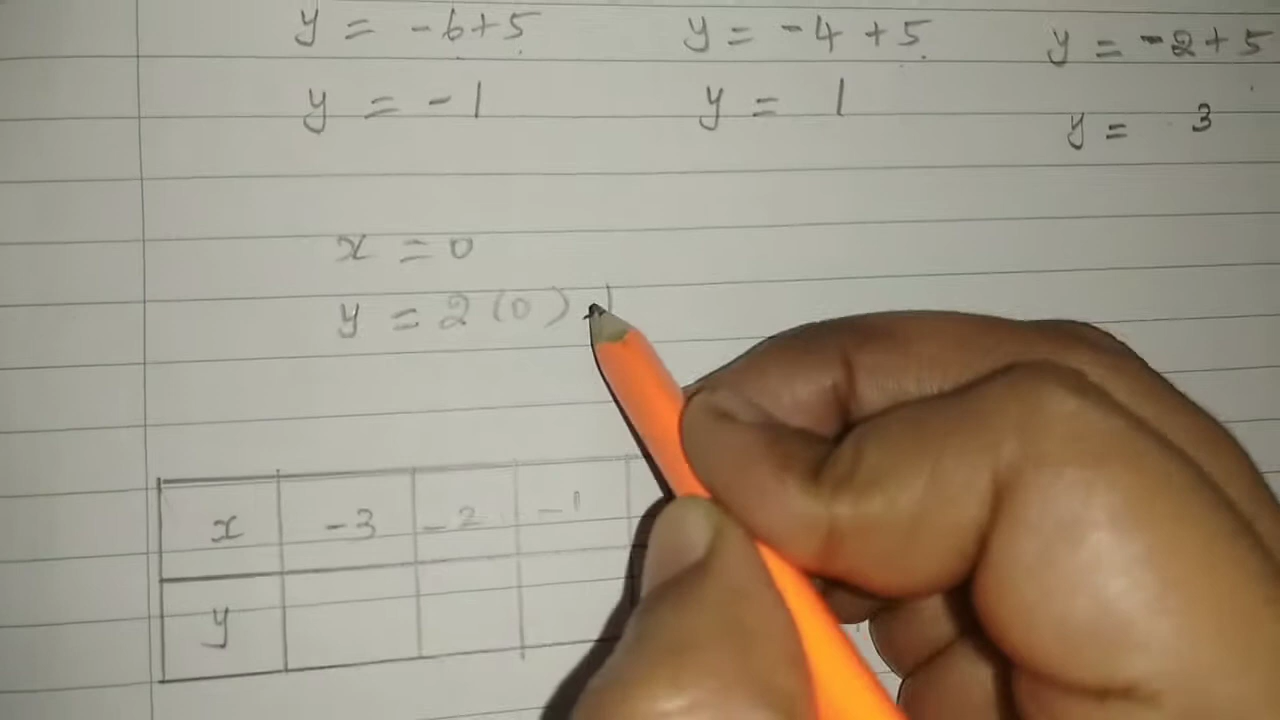 y = -6+5 y = -4 +5 y = -2+5
y = -1 y = 1 y = 3
x = 0
y = 2 (0)
x -3 -2 -1
y